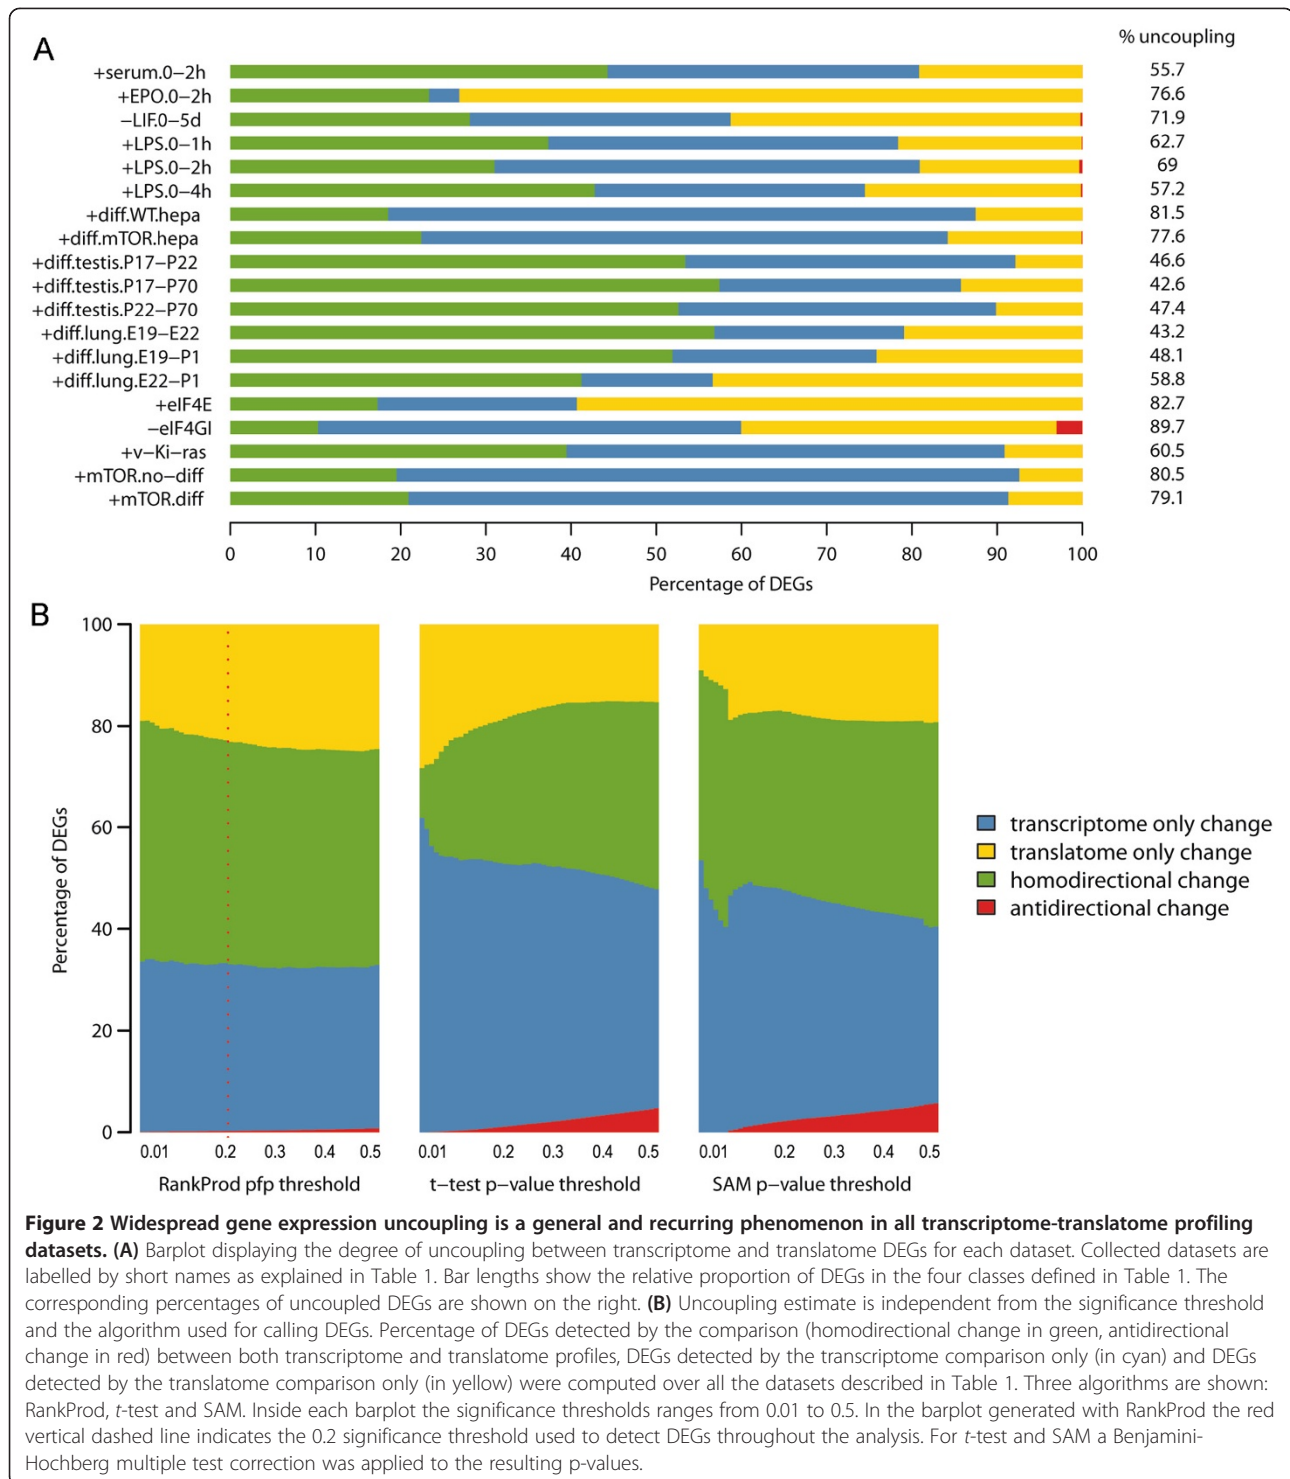 A
% uncoupling
+serum.0−2h 55.7
+EPO.0−2h 76.6
−LIF.0−5d 71.9
+LPS.0−1h 62.7
+LPS.0−2h 69
+LPS.0−4h 57.2
+diff.WT.hepa 81.5
+diff.mTOR.hepa 77.6
+diff.testis.P17−P22 46.6
+diff.testis.P17−P70 42.6
+diff.testis.P22−P70 47.4
+diff.lung.E19−E22 43.2
+diff.lung.E19−P1 48.1
+diff.lung.E22−P1 58.8
+eIF4E 82.7
−eIF4GI 89.7
+v−Ki−ras 60.5
+mTOR.no−diff 80.5
+mTOR.diff 79.1
0 10 20 30 40 50 60 70 80 90 100
Percentage of DEGs
B
100
80
60
40
20
0
Percentage of DEGs
0.01 0.2 0.3 0.4 0.5
RankProd pfp threshold
0.01 0.2 0.3 0.4 0.5
t−test p−value threshold
0.01 0.2 0.3 0.4 0.5
SAM p−value threshold
transcriptome only change
translatome only change
homodirectional change
antidirectional change
Figure 2 Widespread gene expression uncoupling is a general and recurring phenomenon in all transcriptome-translatome profiling
datasets. (A) Barplot displaying the degree of uncoupling between transcriptome and translatome DEGs for each dataset. Collected datasets are
labelled by short names as explained in Table 1. Bar lengths show the relative proportion of DEGs in the four classes defined in Table 1. The
corresponding percentages of uncoupled DEGs are shown on the right. (B) Uncoupling estimate is independent from the significance threshold
and the algorithm used for calling DEGs. Percentage of DEGs detected by the comparison (homodirectional change in green, antidirectional
change in red) between both transcriptome and translatome profiles, DEGs detected by the transcriptome comparison only (in cyan) and DEGs
detected by the translatome comparison only (in yellow) were computed over all the datasets described in Table 1. Three algorithms are shown:
RankProd, t-test and SAM. Inside each barplot the significance thresholds ranges from 0.01 to 0.5. In the barplot generated with RankProd the red
vertical dashed line indicates the 0.2 significance threshold used to detect DEGs throughout the analysis. For t-test and SAM a Benjamini-
Hochberg multiple test correction was applied to the resulting p-values.